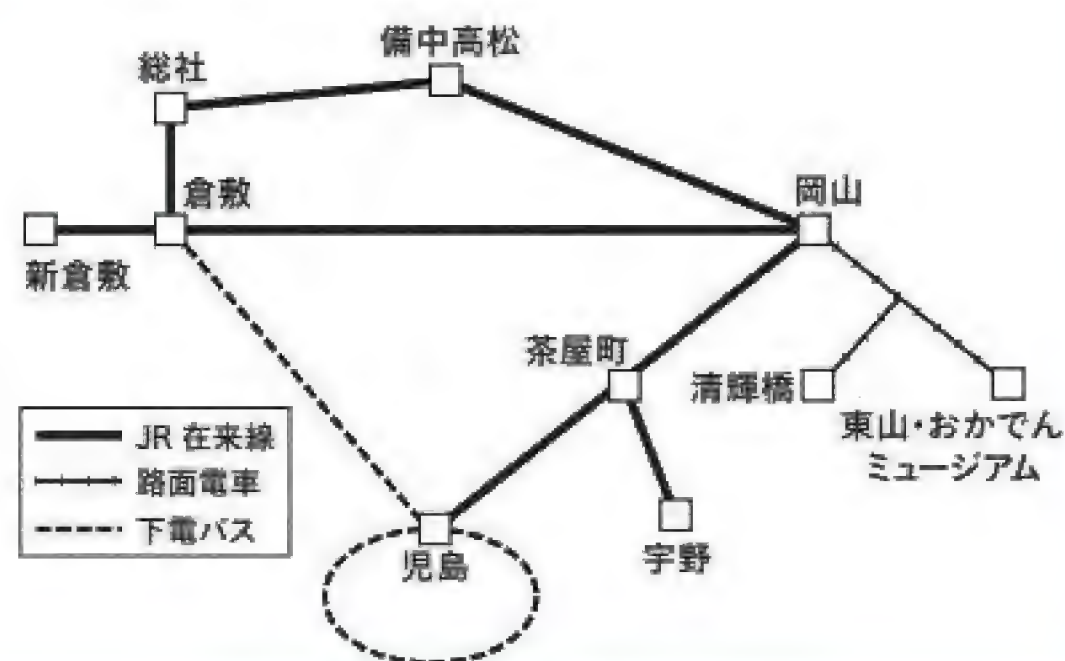 備中高松
総社
倉敷
岡山
新倉敷
茶屋町
清輝橋
東山・おかでん
ミュージアム
JR 在来線
路面電車
下電バス
児島
宇野